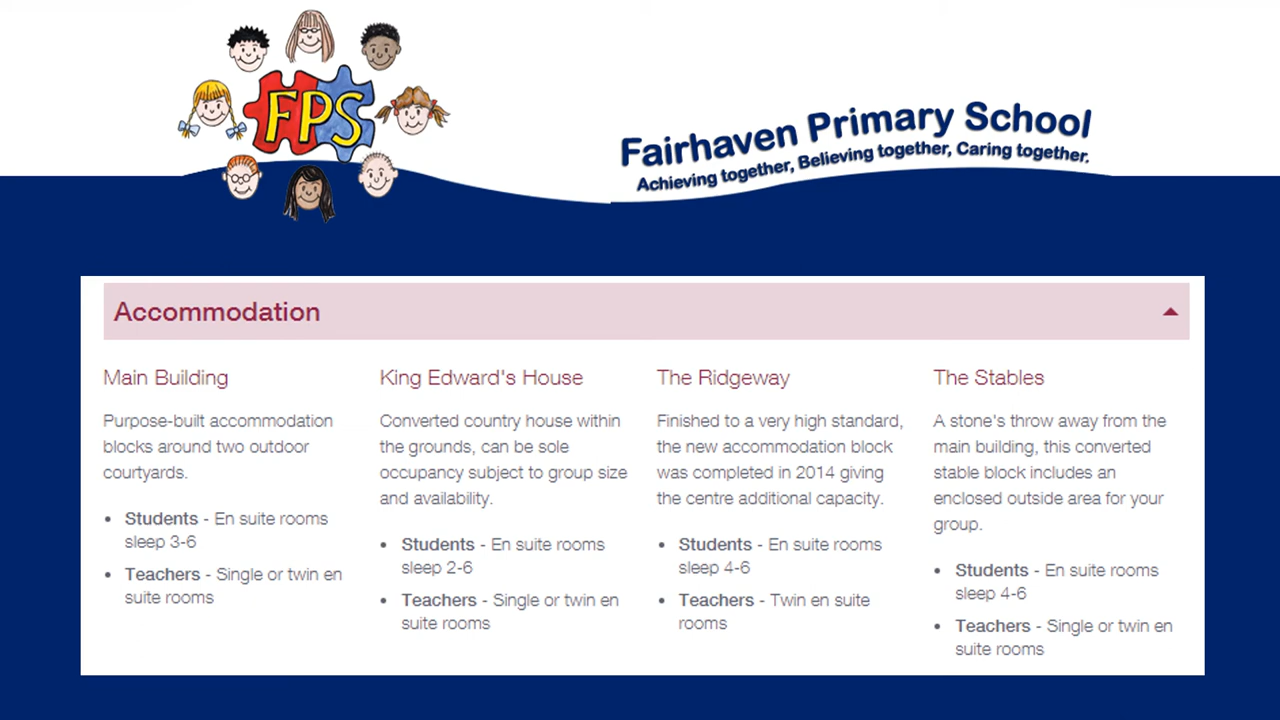 FPS
Fairhaven Primary School
Achieving together, Believing together, Caring together.
Accommodation
Main Building
Purpose-built accommodation
blocks around two outdoor
courtyards.
• Students - En suite rooms
sleep 3-6
• Teachers - Single or twin en
suite rooms
King Edward's House
Converted country house within
the grounds, can be sole
occupancy subject to group size
and availability.
• Students - En suite rooms
sleep 2-6
• Teachers - Single or twin en
suite rooms
The Ridgeway
Finished to a very high standard,
the new accommodation block
was completed in 2014 giving
the centre additional capacity.
• Students - En suite rooms
sleep 4-6
• Teachers - Twin en suite
rooms
The Stables
A stone's throw away from the
main building, this converted
stable block includes an
enclosed outside area for your
group.
• Students - En suite rooms
sleep 4-6
• Teachers - Single or twin en
suite rooms